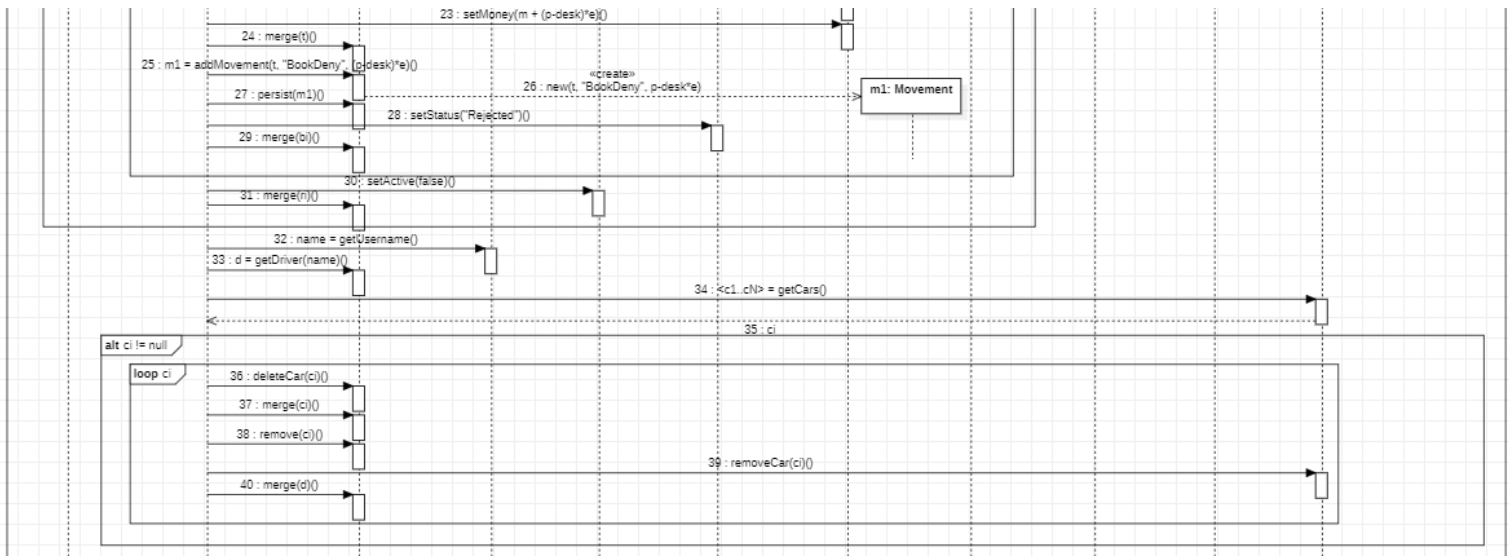 23 : setMoney(m + (p-desk)*e)()
24 : merge(t)()
25 : m1 = addMovement(t, "BookDeny", (p-desk)*e)()
«create»
26 : new(t, "BookDeny", p-desk*e)
m1: Movement
27 : persist(m1)()
28 : setStatus("Rejected")()
29 : merge(bi)()
30 : setActive(false)()
31 : merge(ri)()
32 : name = getUsername()
33 : d = getDriver(name)()
34 : <c1..cN> = getCars()
35 : ci
alt ci != null
loop ci
36 : deleteCar(ci)()
37 : merge(ci)()
38 : remove(ci)()
39 : removeCar(ci)()
40 : merge(d)()